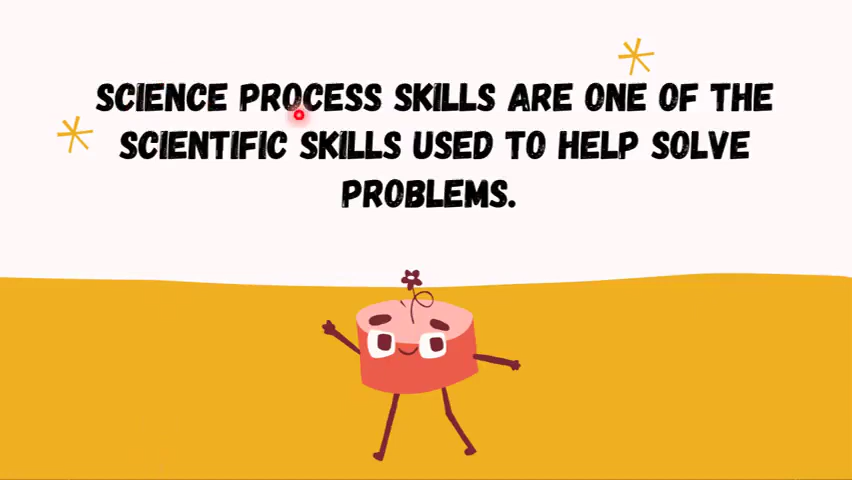 SCIENCE PROCESS SKILLS ARE ONE OF THE
SCIENTIFIC SKILLS USED TO HELP SOLVE
PROBLEMS.